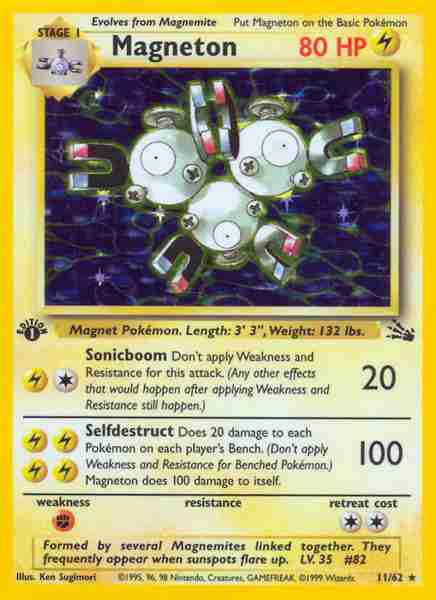 Evolves from Magnemite Put Magneton on the Basic Pokémon
STAGE 1
Magneton 80 HP
EDITION 1
Magnet Pokémon. Length: 3' 3", Weight: 132 lbs.
Sonicboom Don't apply Weakness and
Resistance for this attack. (Any other effects
that would happen after applying Weakness and
Resistance still happen.)
20
Selfdestruct Does 20 damage to each
Pokémon on each player's Bench. (Don't apply
Weakness and Resistance for Benched Pokémon.)
Magneton does 100 damage to itself.
100
weakness resistance retreat cost
Formed by several Magnemites linked together. They
frequently appear when sunspots flare up. LV. 35 #82
Illus. Ken Sugimori ©1995, 96, 98 Nintendo, Creatures, GAMEFREAK. ©1999 Wizards. 11/62 ★